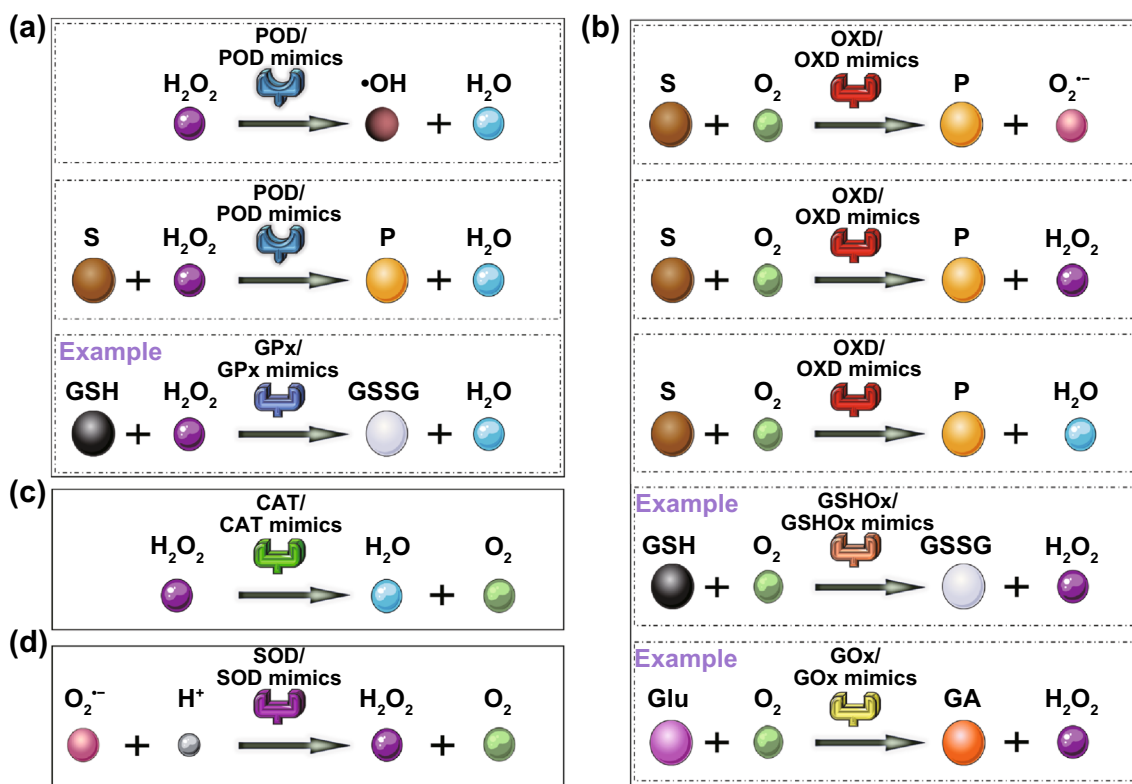 (a)
POD/
POD mimics
H₂O₂ •OH + H₂O
POD/
POD mimics
S + H₂O₂ P + H₂O
Example
GPx/
GPx mimics
GSH + H₂O₂ GSSG + H₂O
(c)
CAT/
CAT mimics
H₂O₂ H₂O + O₂
(d)
SOD/
SOD mimics
O₂•− + H⁺ H₂O₂ + O₂
(b)
OXD/
OXD mimics
S + O₂ P + O₂•−
OXD/
OXD mimics
S + O₂ P + H₂O₂
OXD/
OXD mimics
S + O₂ P + H₂O
Example
GSHOx/
GSHOx mimics
GSH + O₂ GSSG + H₂O₂
Example
GOx/
GOx mimics
Glu + O₂ GA + H₂O₂